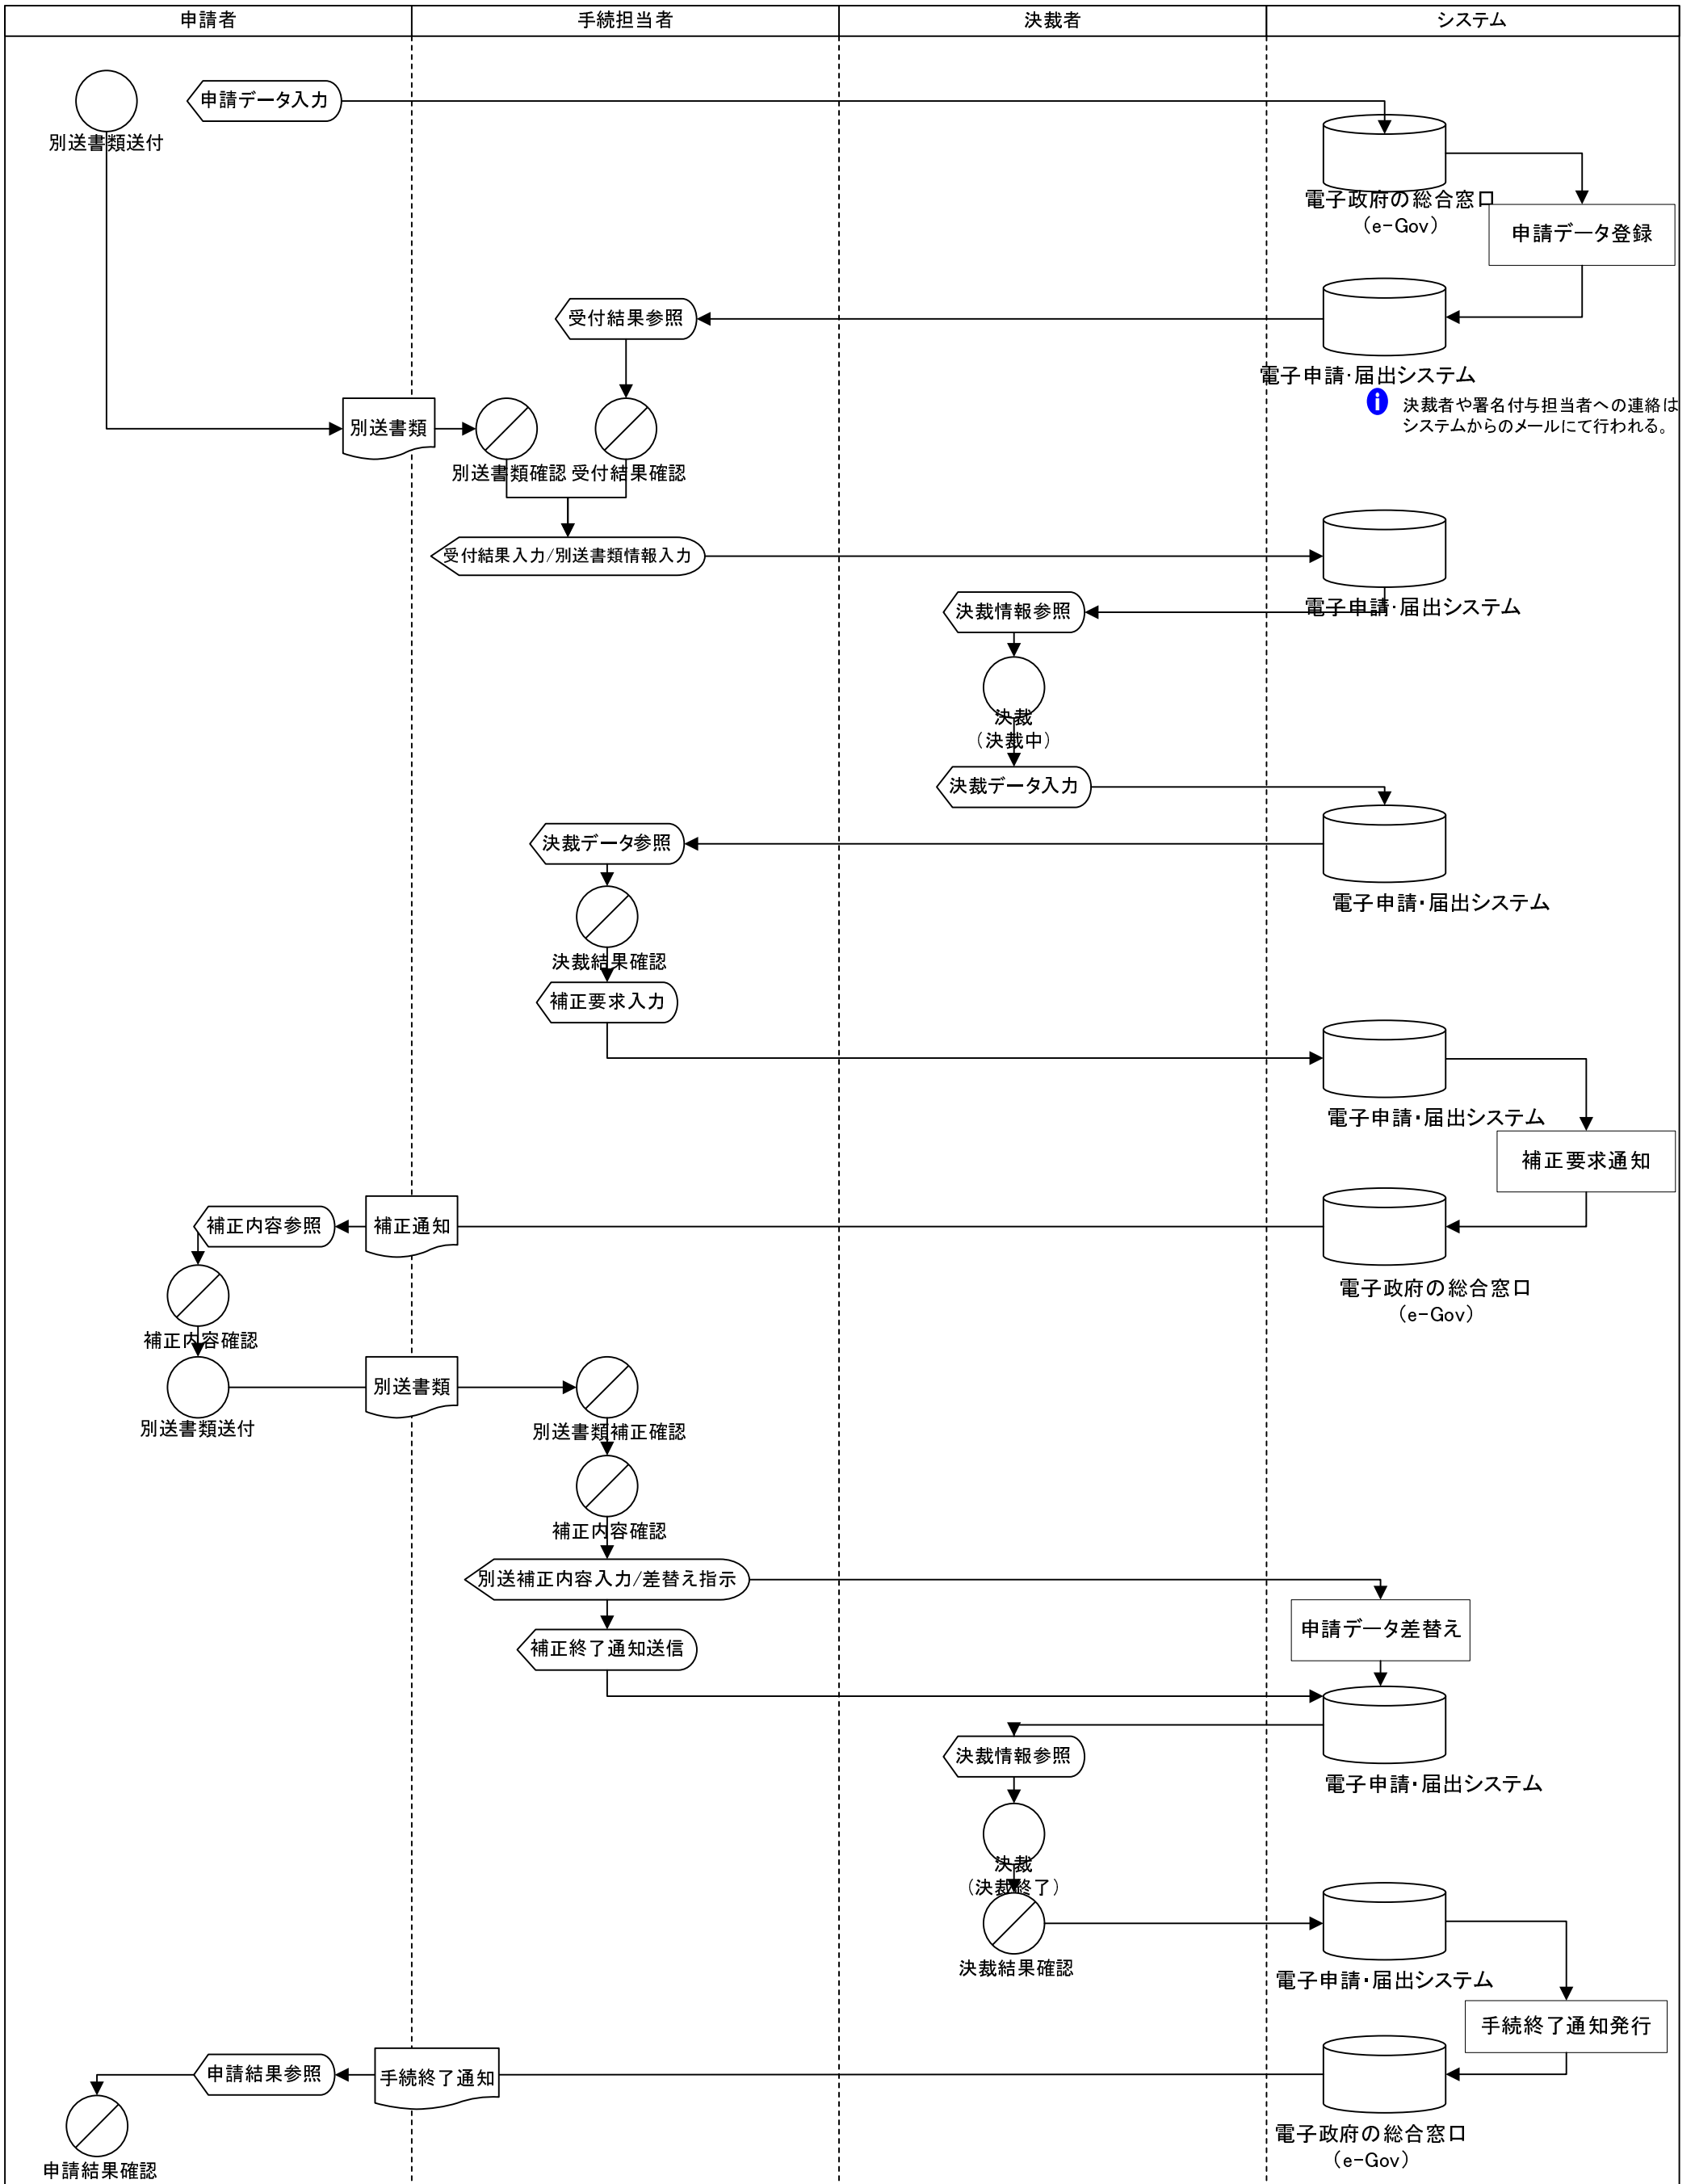 申請者
手続担当者
決裁者
システム
申請データ入力
別送書類送付
電子政府の総合窓口
（e-Gov）
申請データ登録
受付結果参照
電子申請・届出システム
決裁者や署名付与担当者への連絡は
システムからのメールにて行われる。
別送書類
別送書類確認
受付結果確認
受付結果入力/別送書類情報入力
電子申請・届出システム
決裁情報参照
決裁
（決裁中）
決裁データ入力
決裁データ参照
電子申請・届出システム
決裁結果確認
補正要求入力
電子申請・届出システム
補正要求通知
補正内容参照
補正通知
電子政府の総合窓口
（e-Gov）
補正内容確認
別送書類
別送書類送付
別送書類補正確認
補正内容確認
別送補正内容入力/差替え指示
申請データ差替え
補正終了通知送信
決裁情報参照
電子申請・届出システム
決裁
（決裁終了）
決裁結果確認
電子申請・届出システム
手続終了通知発行
申請結果参照
手続終了通知
電子政府の総合窓口
（e-Gov）
申請結果確認